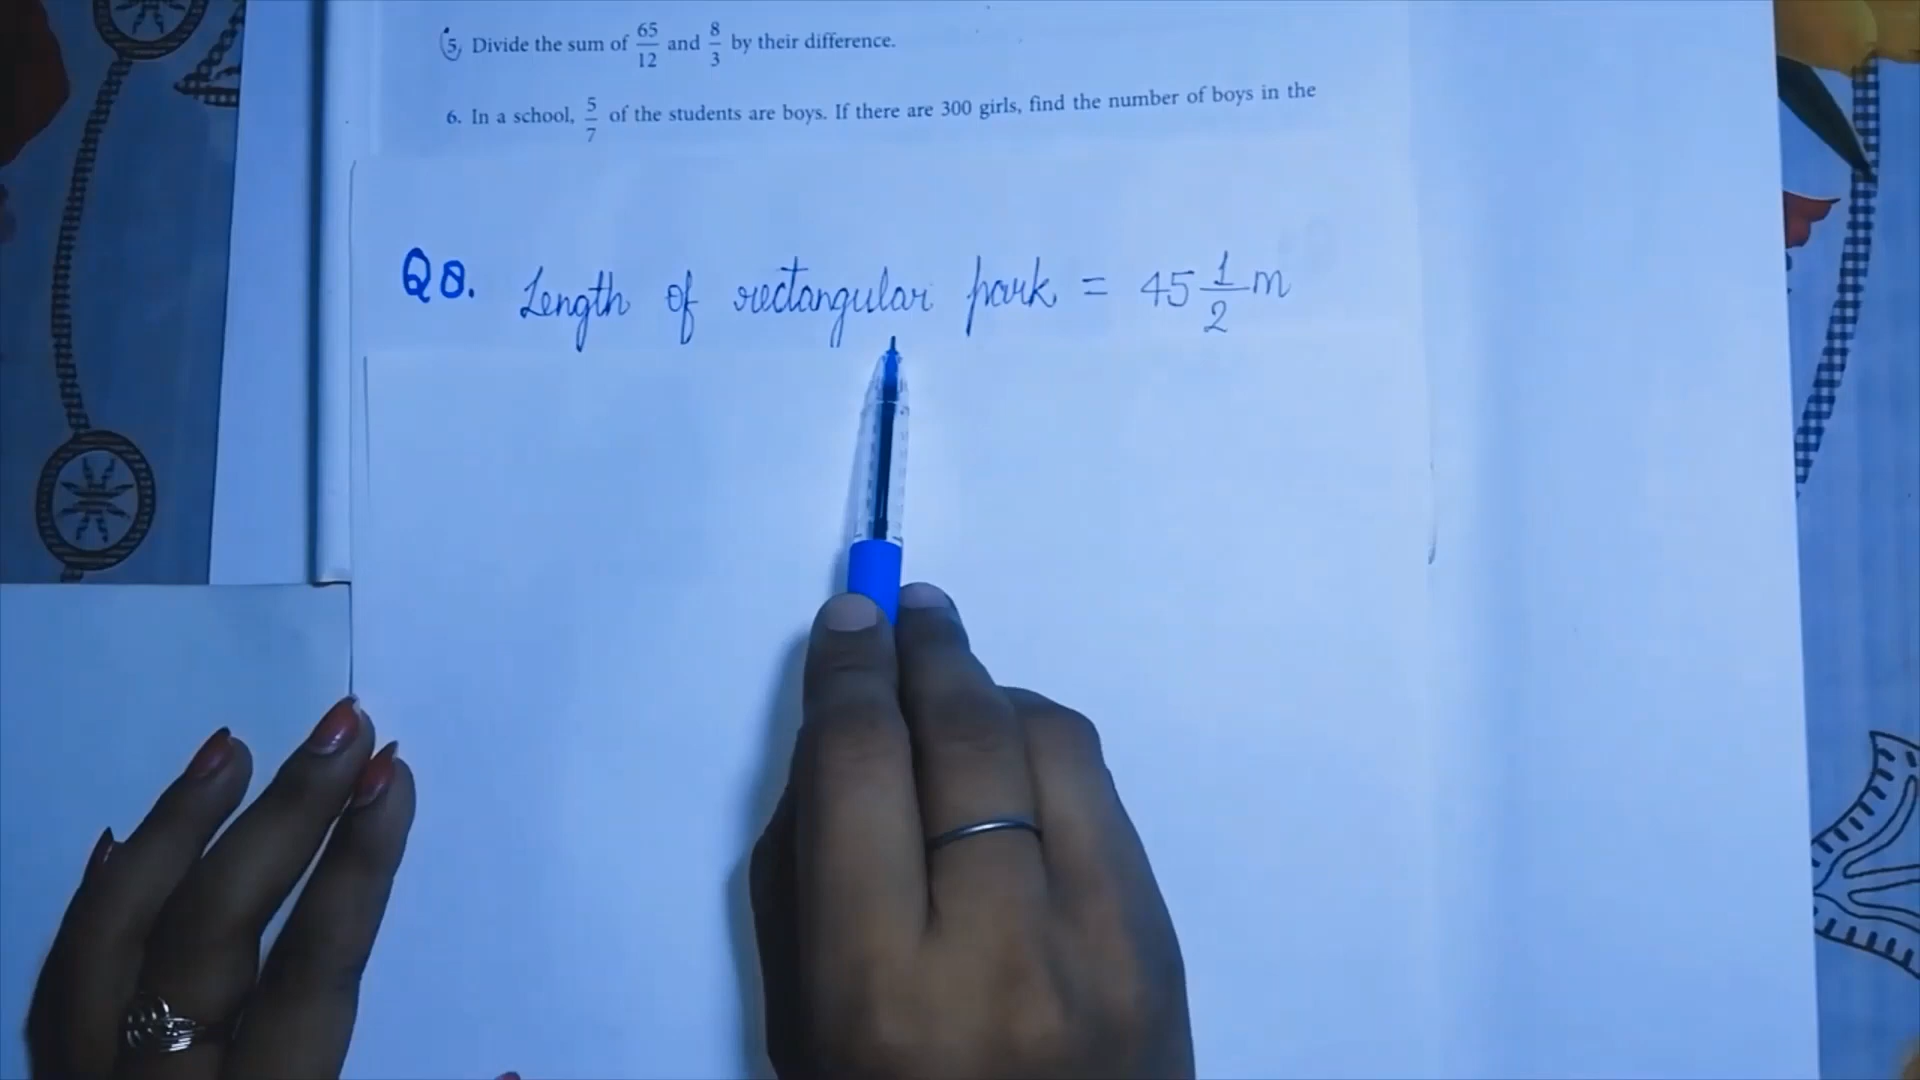 5. Divide the sum of 65/12 and 8/3 by their difference.
6. In a school, 5/7 of the students are boys. If there are 300 girls, find the number of boys in the
Q8. Length of rectangular park = 45 1/2 m